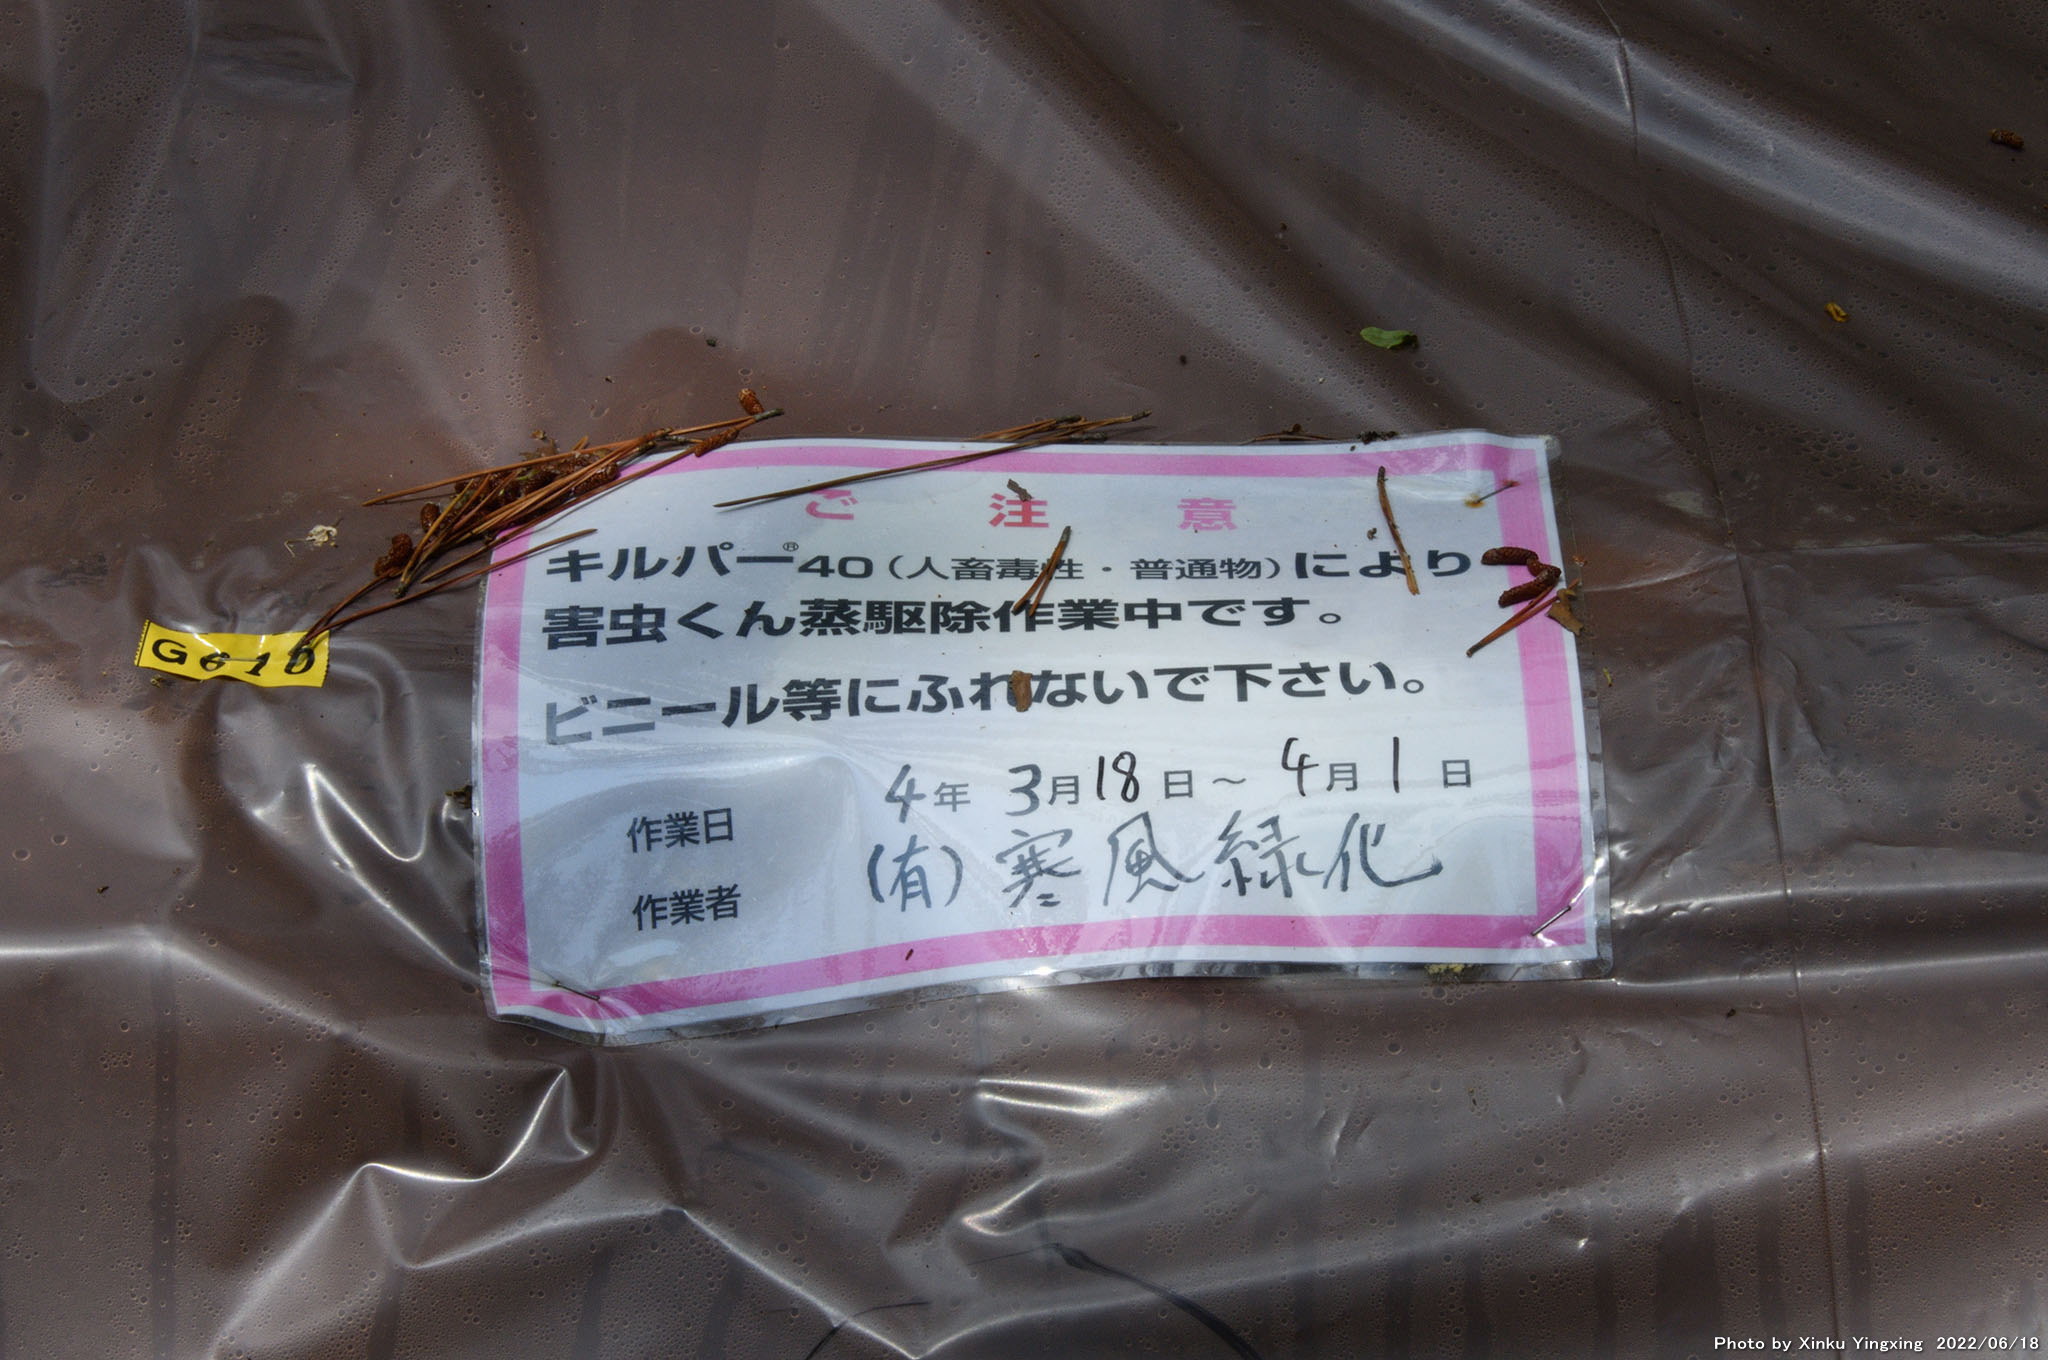 ご注意
キルパー®40（人畜毒性・普通物）により
害虫くん蒸駆除作業中です。
ビニール等にふれないで下さい。
作業日 4年 3月18日～4月1日
作業者 (有)寒風緑化
G610
Photo by Xinku Yingxing 2022/06/18